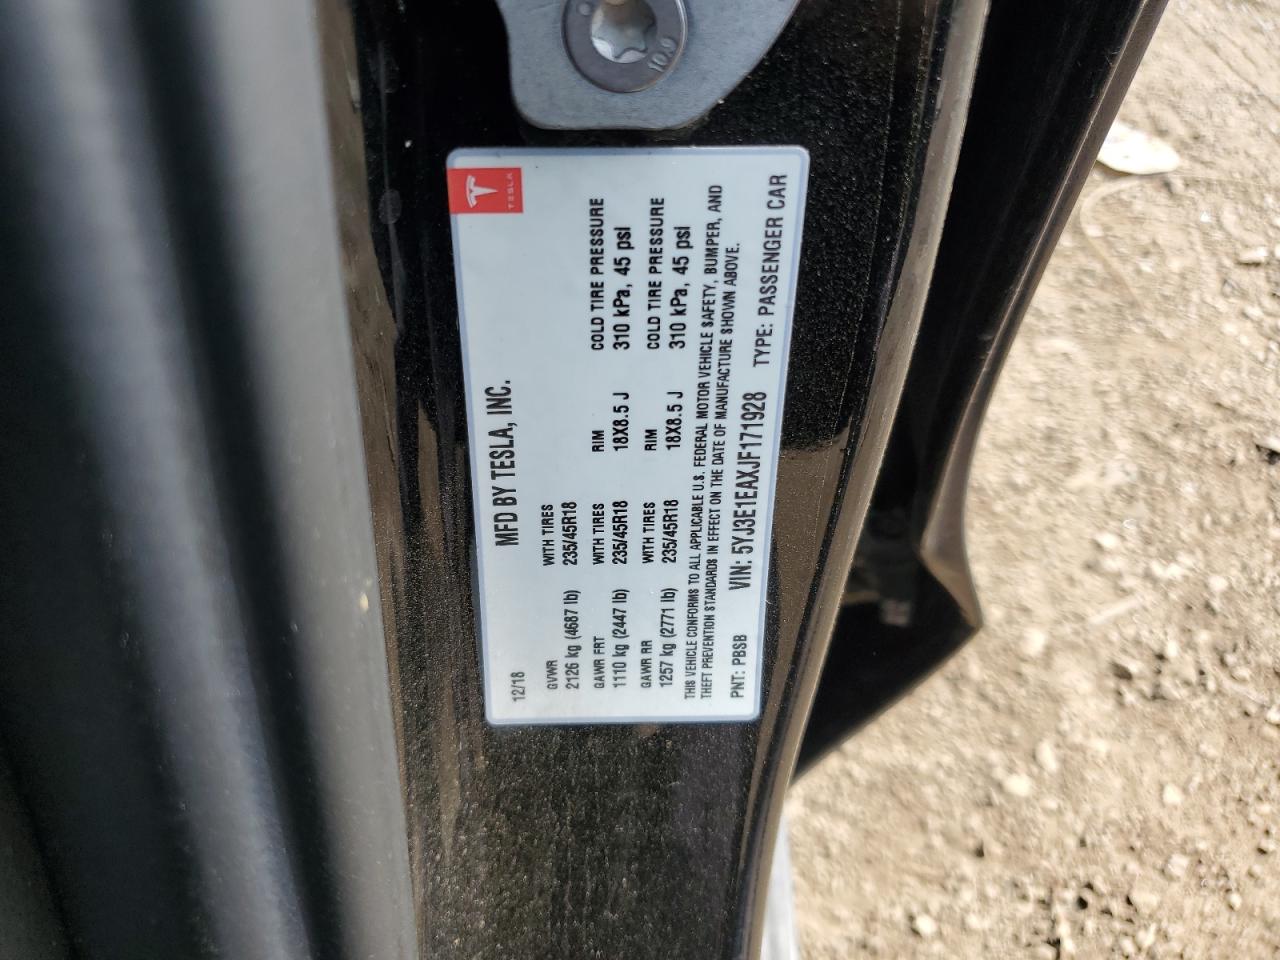 TESLA
MFD BY TESLA, INC.
12/18
GVWR WITH TIRES
2126 kg (4687 lb) 235/45R18
GAWR FRT WITH TIRES RIM COLD TIRE PRESSURE
1110 kg (2447 lb) 235/45R18 18X8.5 J 310 kPa, 45 psi
GAWR RR WITH TIRES RIM COLD TIRE PRESSURE
1257 kg (2771 lb) 235/45R18 18X8.5 J 310 kPa, 45 psi
THIS VEHICLE CONFORMS TO ALL APPLICABLE U.S. FEDERAL MOTOR VEHICLE SAFETY, BUMPER, AND
THEFT PREVENTION STANDARDS IN EFFECT ON THE DATE OF MANUFACTURE SHOWN ABOVE.
PNT: PBSB VIN: 5YJ3E1EAXJF171928 TYPE: PASSENGER CAR
10.9